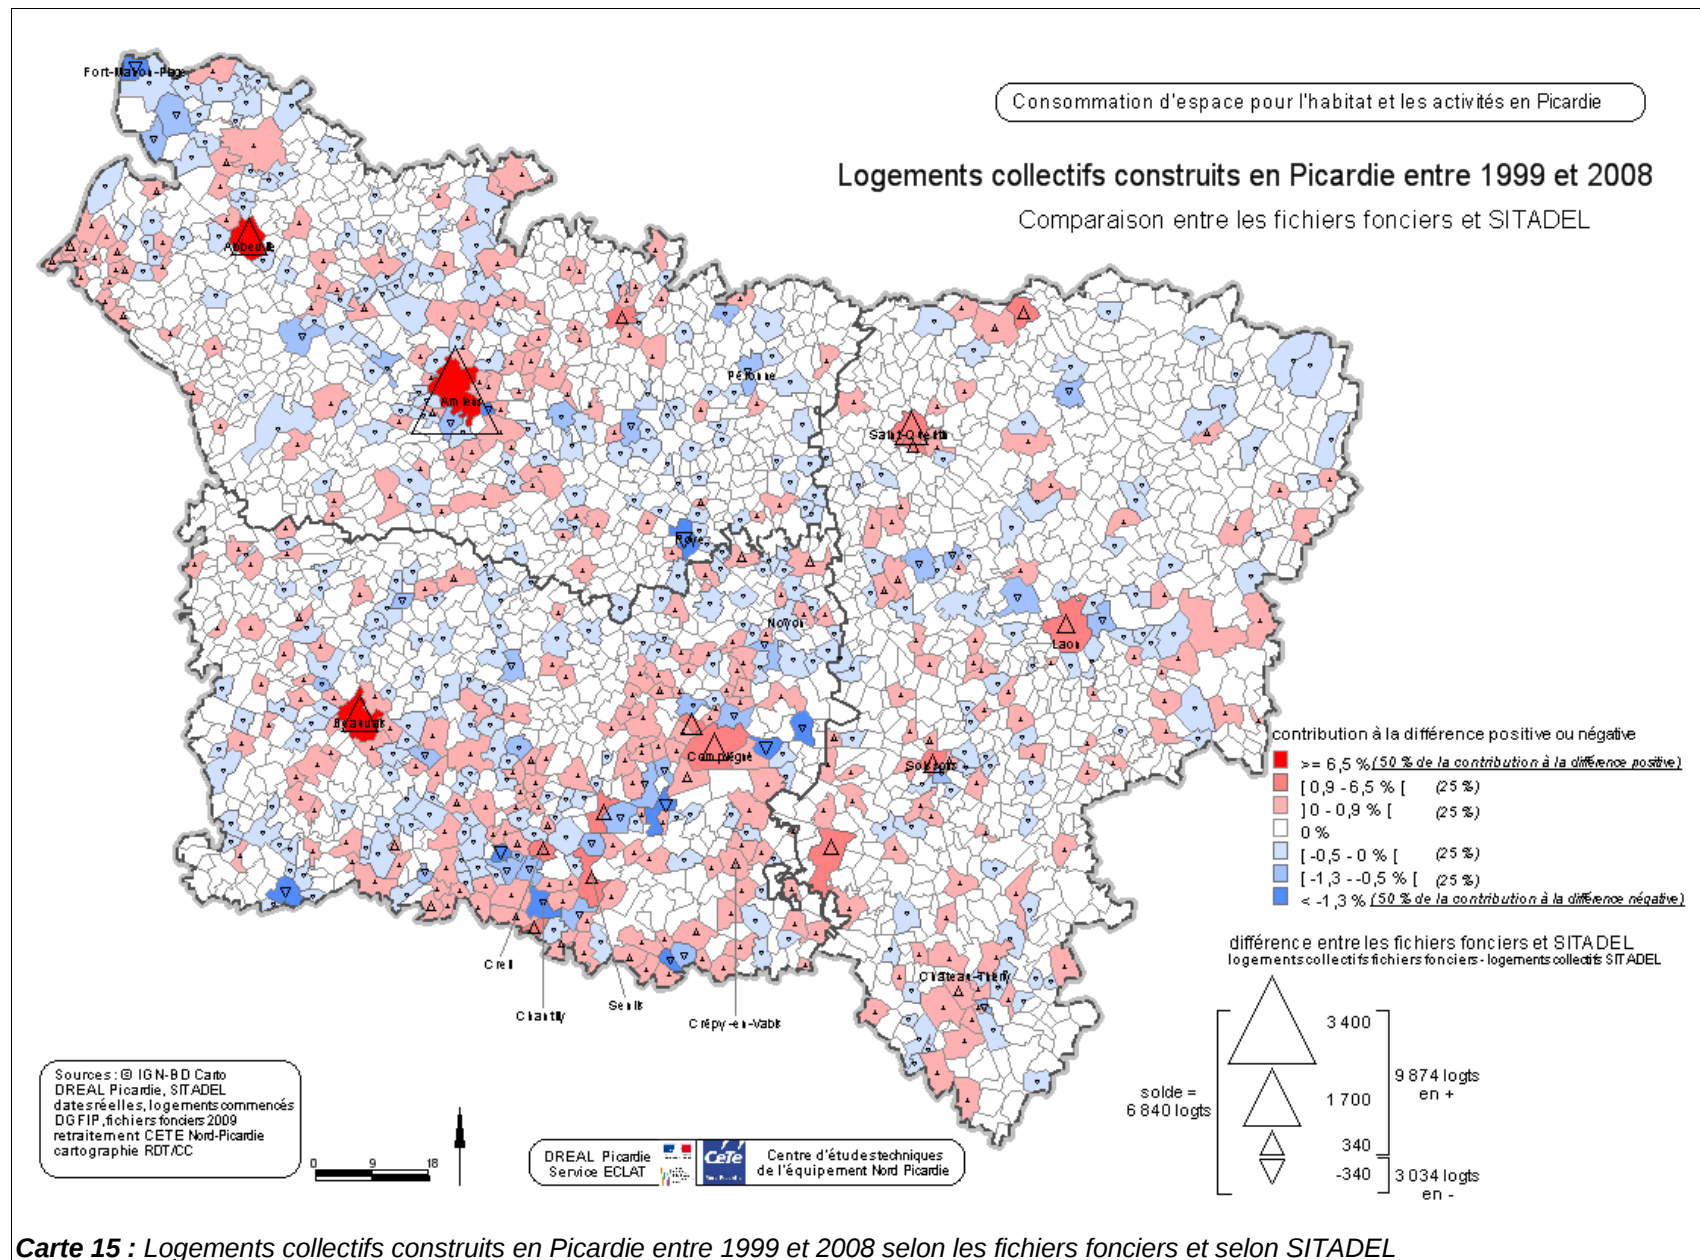 Consommation d'espace pour l'habitat et les activités en Picardie
Logements collectifs construits en Picardie entre 1999 et 2008
Comparaison entre les fichiers fonciers et SITADEL
Fort-Mahon-Plage
Abbeville
Amiens
Péronne
Saint-Quentin
Roye
Noyon
Laon
Beauvais
Compiègne
Soissons
Creil
Chantilly
Senlis
Crépy-en-Valois
Château-Thierry
contribution à la différence positive ou négative
>= 6,5 % (50 % de la contribution à la différence positive)
[ 0,9 - 6,5 % [ (25 %)
] 0 - 0,9 % [ (25 %)
0 %
[ -0,5 - 0 % [ (25 %)
[ -1,3 - -0,5 % [ (25 %)
< -1,3 % (50 % de la contribution à la différence négative)
différence entre les fichiers fonciers et SITADEL
logements collectifs fichiers fonciers - logements collectifs SITADEL
3 400
1 700
340
-340
9 874 logts
en +
3 034 logts
en -
solde =
6 840 logts
Sources : © IGN-BD Carto
DREAL Picardie, SITADEL
dates réelles, logements commencés
DGFIP, fichiers fonciers 2009
retraitement CETE Nord-Picardie
cartographie RDT/CC
0 9 18
DREAL Picardie
Service ECLAT
CeTe
Nord Picardie
Centre d'études techniques
de l'équipement Nord Picardie
Carte 15 : Logements collectifs construits en Picardie entre 1999 et 2008 selon les fichiers fonciers et selon SITADEL